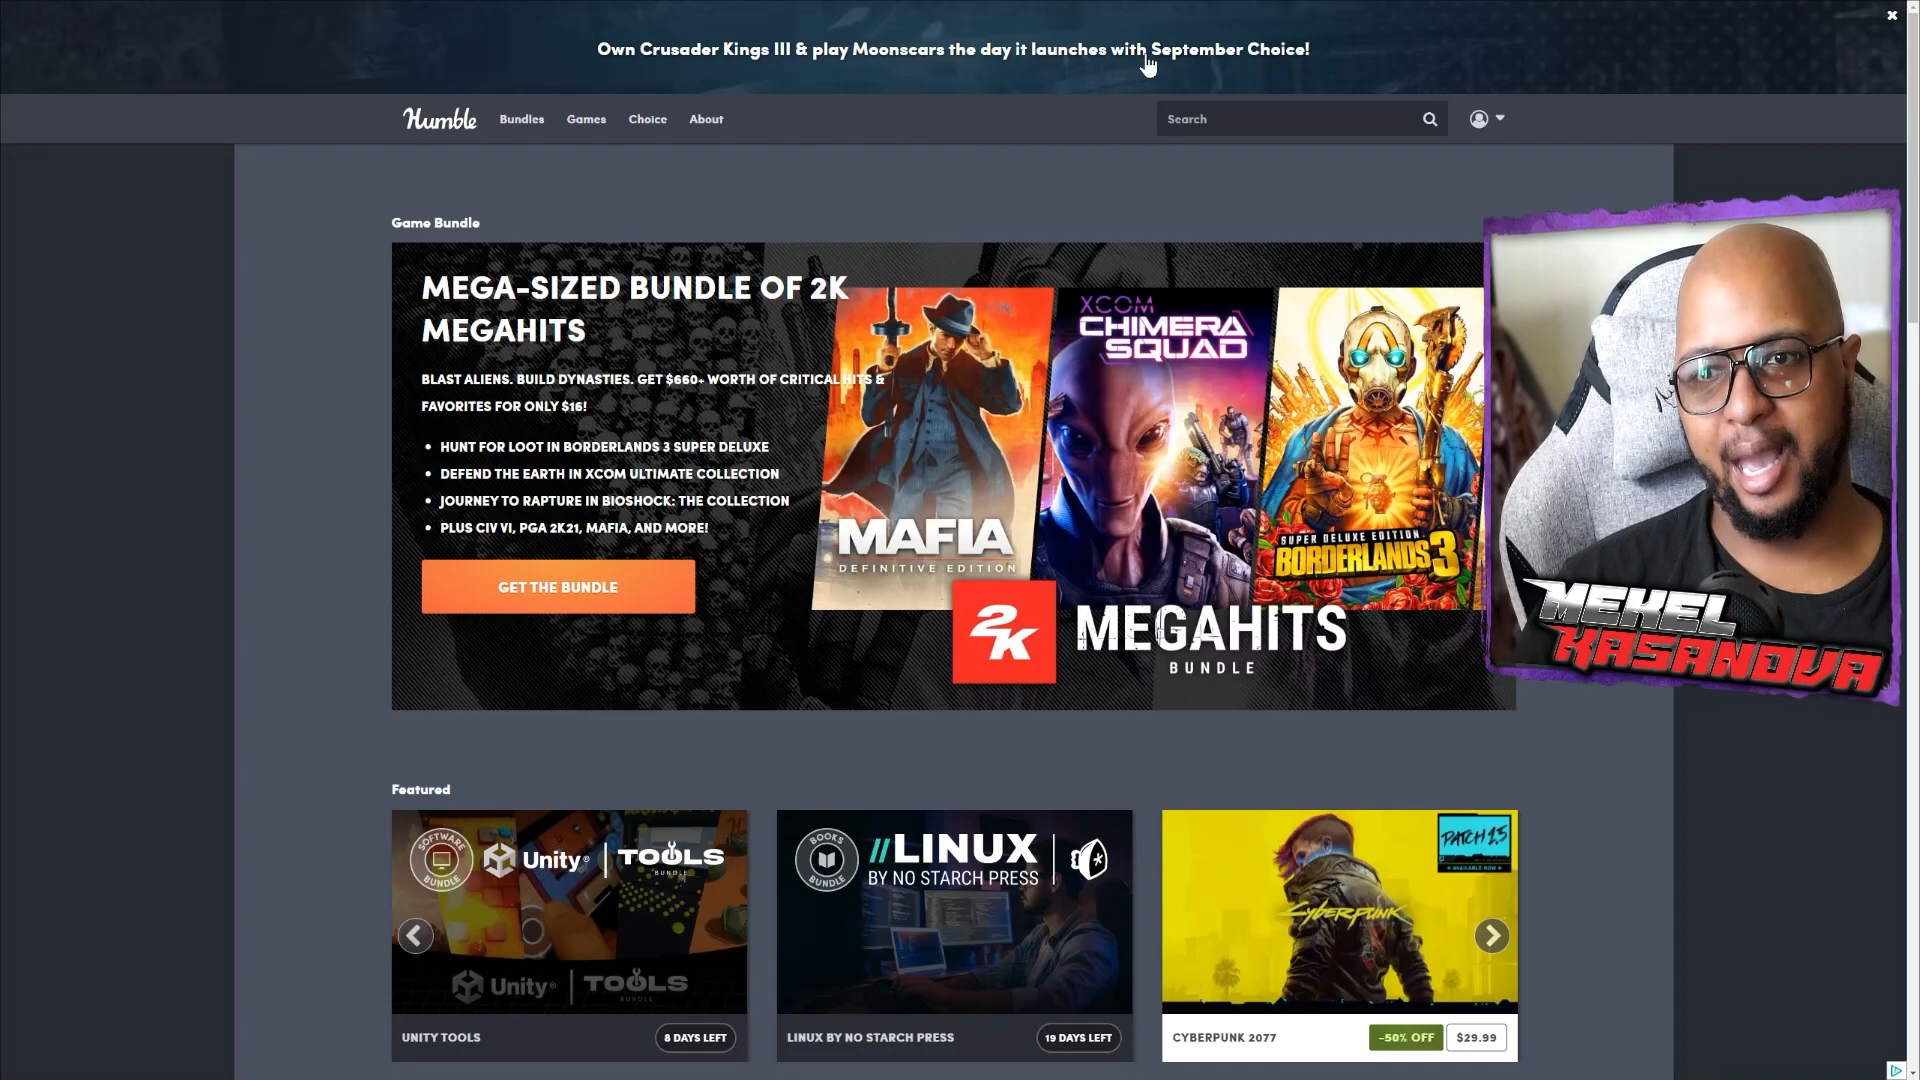 Own Crusader Kings III & play Moonscars the day it launches with September Choice!
Humble
Bundles
Games
Choice
About
Search
Game Bundle
MEGA-SIZED BUNDLE OF 2K
MEGAHITS
BLAST ALIENS. BUILD DYNASTIES. GET $660+ WORTH OF CRITICAL HITS &
FAVORITES FOR ONLY $16!
• HUNT FOR LOOT IN BORDERLANDS 3 SUPER DELUXE
• DEFEND THE EARTH IN XCOM ULTIMATE COLLECTION
• JOURNEY TO RAPTURE IN BIOSHOCK: THE COLLECTION
• PLUS CIV VI, PGA 2K21, MAFIA, AND MORE!
GET THE BUNDLE
MAFIA
DEFINITIVE EDITION
XCOM
CHIMERA
SQUAD
SUPER DELUXE EDITION
BORDERLANDS 3
2K
MEGAHITS
BUNDLE
MEKEL
KASANOVA
Featured
SOFTWARE
BUNDLE
Unity®
TOOLS
BUNDLE
Unity®
TOOLS
BUNDLE
UNITY TOOLS
8 DAYS LEFT
BOOKS
BUNDLE
//LINUX
BY NO STARCH PRESS
LINUX BY NO STARCH PRESS
19 DAYS LEFT
PATCH 1.5
AVAILABLE NOW
Cyberpunk
CYBERPUNK 2077
-50% OFF
$29.99